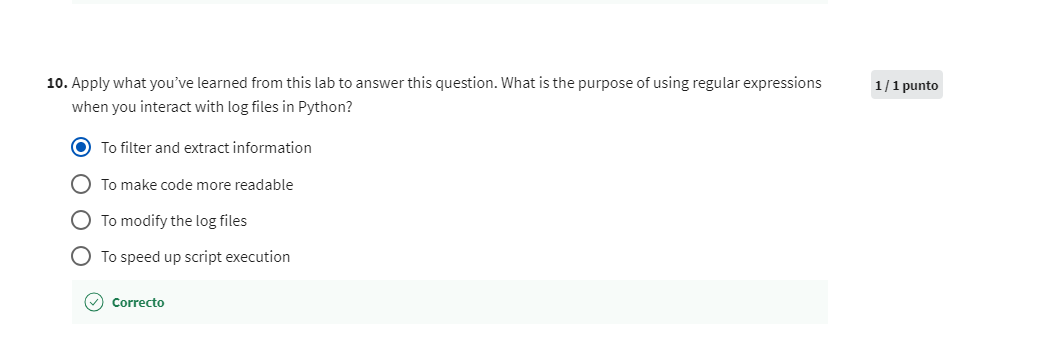 10. Apply what you've learned from this lab to answer this question. What is the purpose of using regular expressions
when you interact with log files in Python?
1 / 1 punto
To filter and extract information
To make code more readable
To modify the log files
To speed up script execution
Correcto